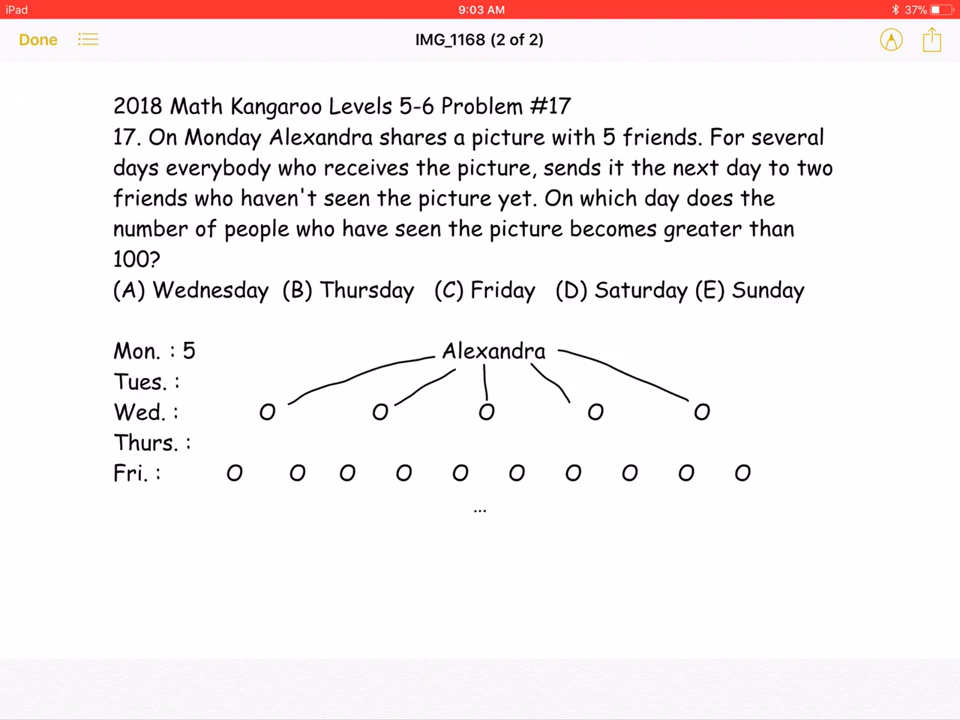 iPad 9:03 AM 37%
Done IMG_1168 (2 of 2)
2018 Math Kangaroo Levels 5-6 Problem #17
17. On Monday Alexandra shares a picture with 5 friends. For several
days everybody who receives the picture, sends it the next day to two
friends who haven't seen the picture yet. On which day does the
number of people who have seen the picture becomes greater than
100?
(A) Wednesday (B) Thursday (C) Friday (D) Saturday (E) Sunday
Mon. : 5 Alexandra
Tues. :
Wed. : O O O O O
Thurs. :
Fri. : O O O O O O O O O O
...